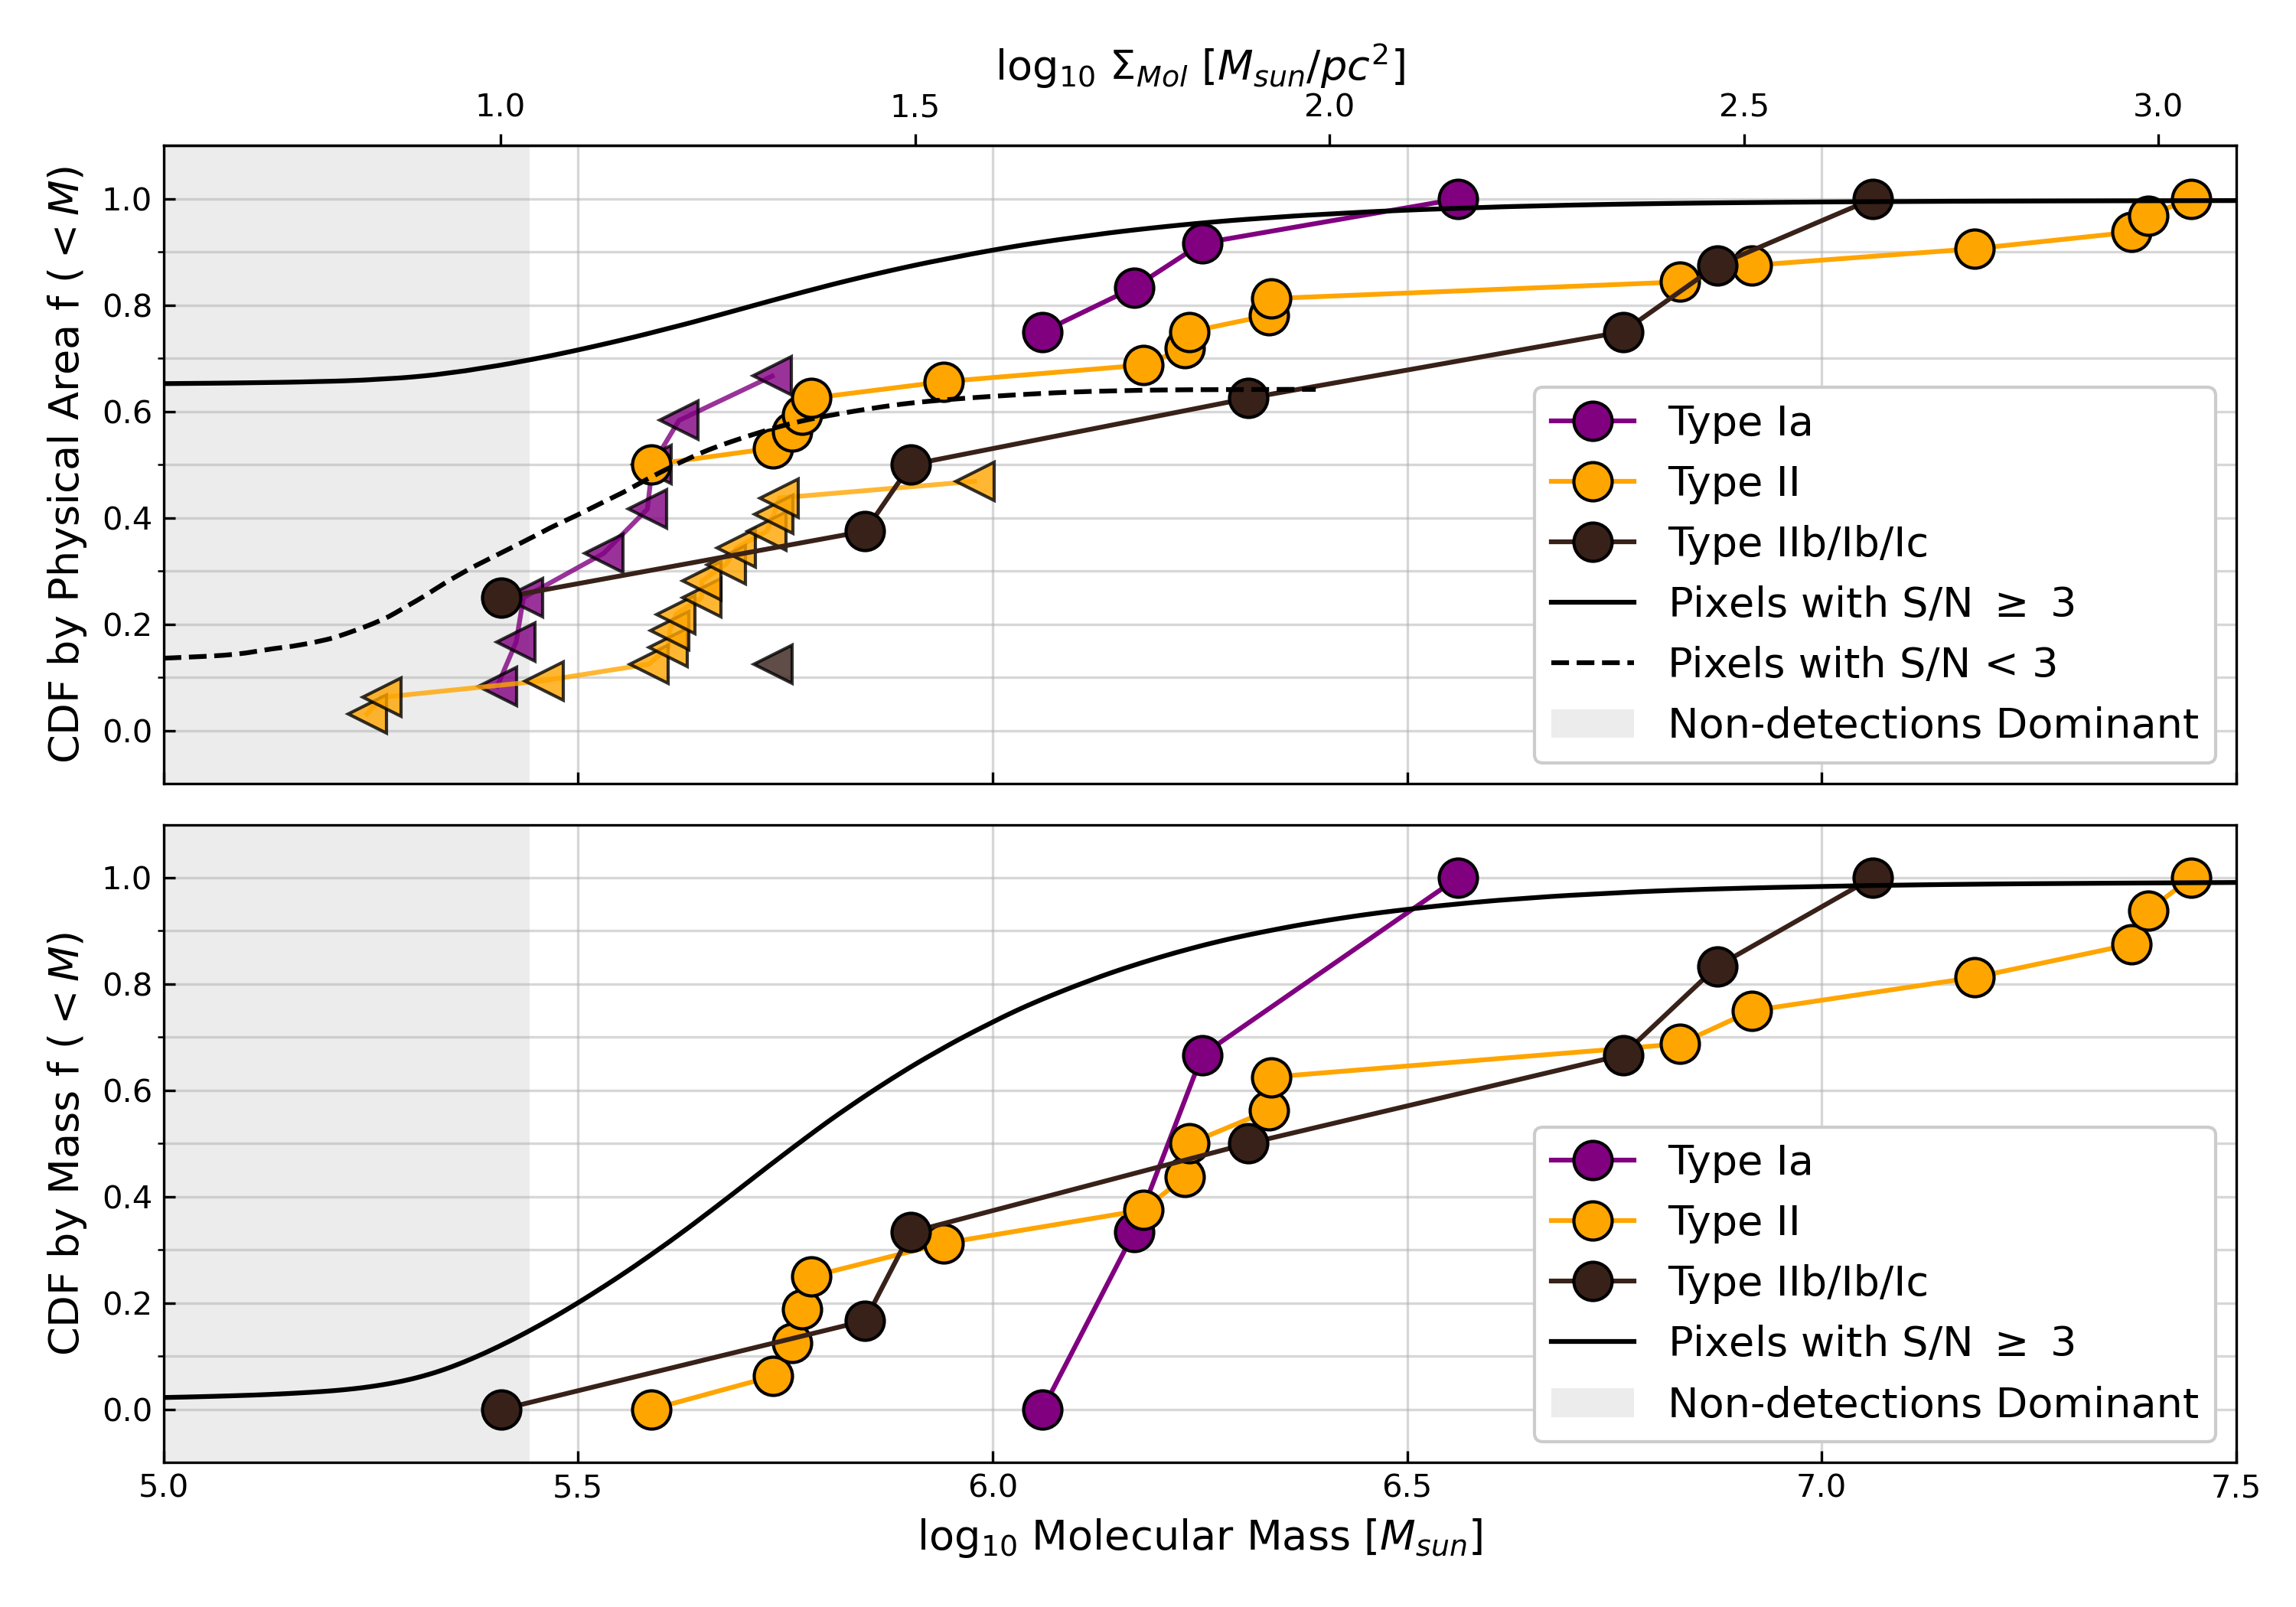 log₁₀ Σ_Mol [M_sun/pc²]
1.0 1.5 2.0 2.5 3.0
CDF by Physical Area f ( < M)
1.0
0.8
0.6
0.4
0.2
0.0
Type Ia
Type II
Type IIb/Ib/Ic
Pixels with S/N ≥ 3
Pixels with S/N < 3
Non-detections Dominant
CDF by Mass f ( < M)
1.0
0.8
0.6
0.4
0.2
0.0
Type Ia
Type II
Type IIb/Ib/Ic
Pixels with S/N ≥ 3
Non-detections Dominant
5.0 5.5 6.0 6.5 7.0 7.5
log₁₀ Molecular Mass [M_sun]